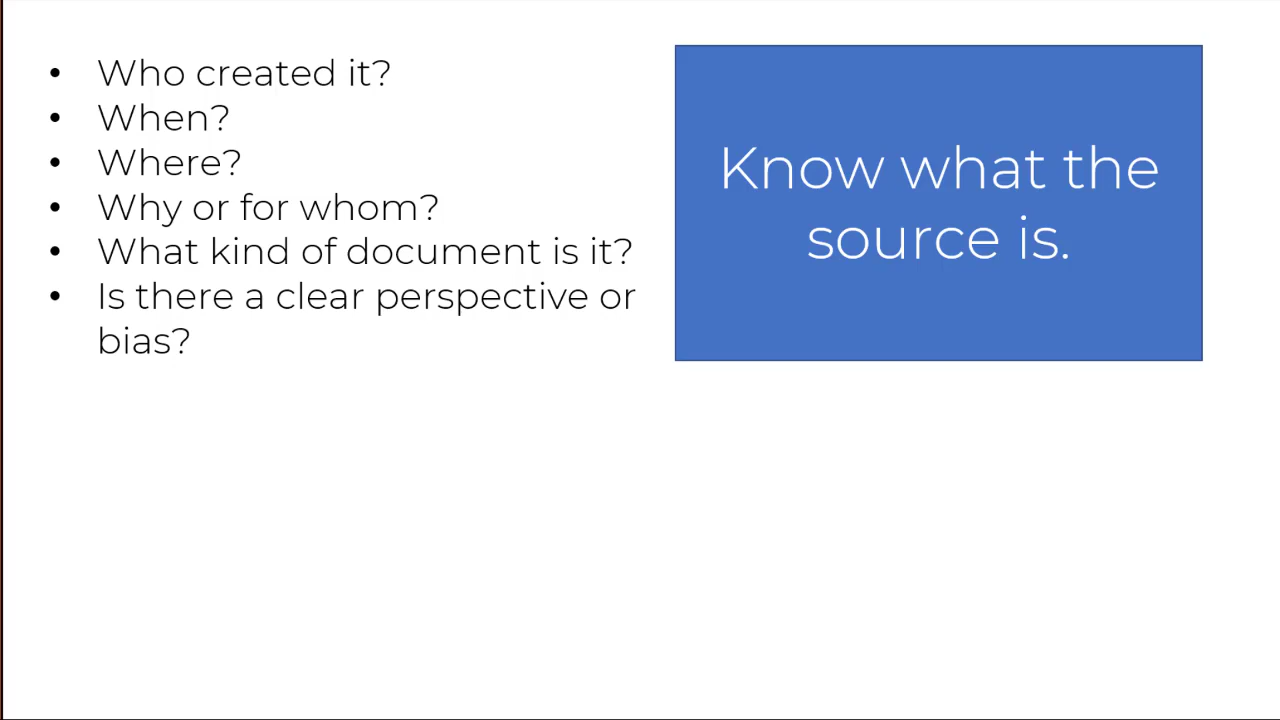 • Who created it?
• When?
• Where?
• Why or for whom?
• What kind of document is it?
• Is there a clear perspective or
bias?
Know what the
source is.